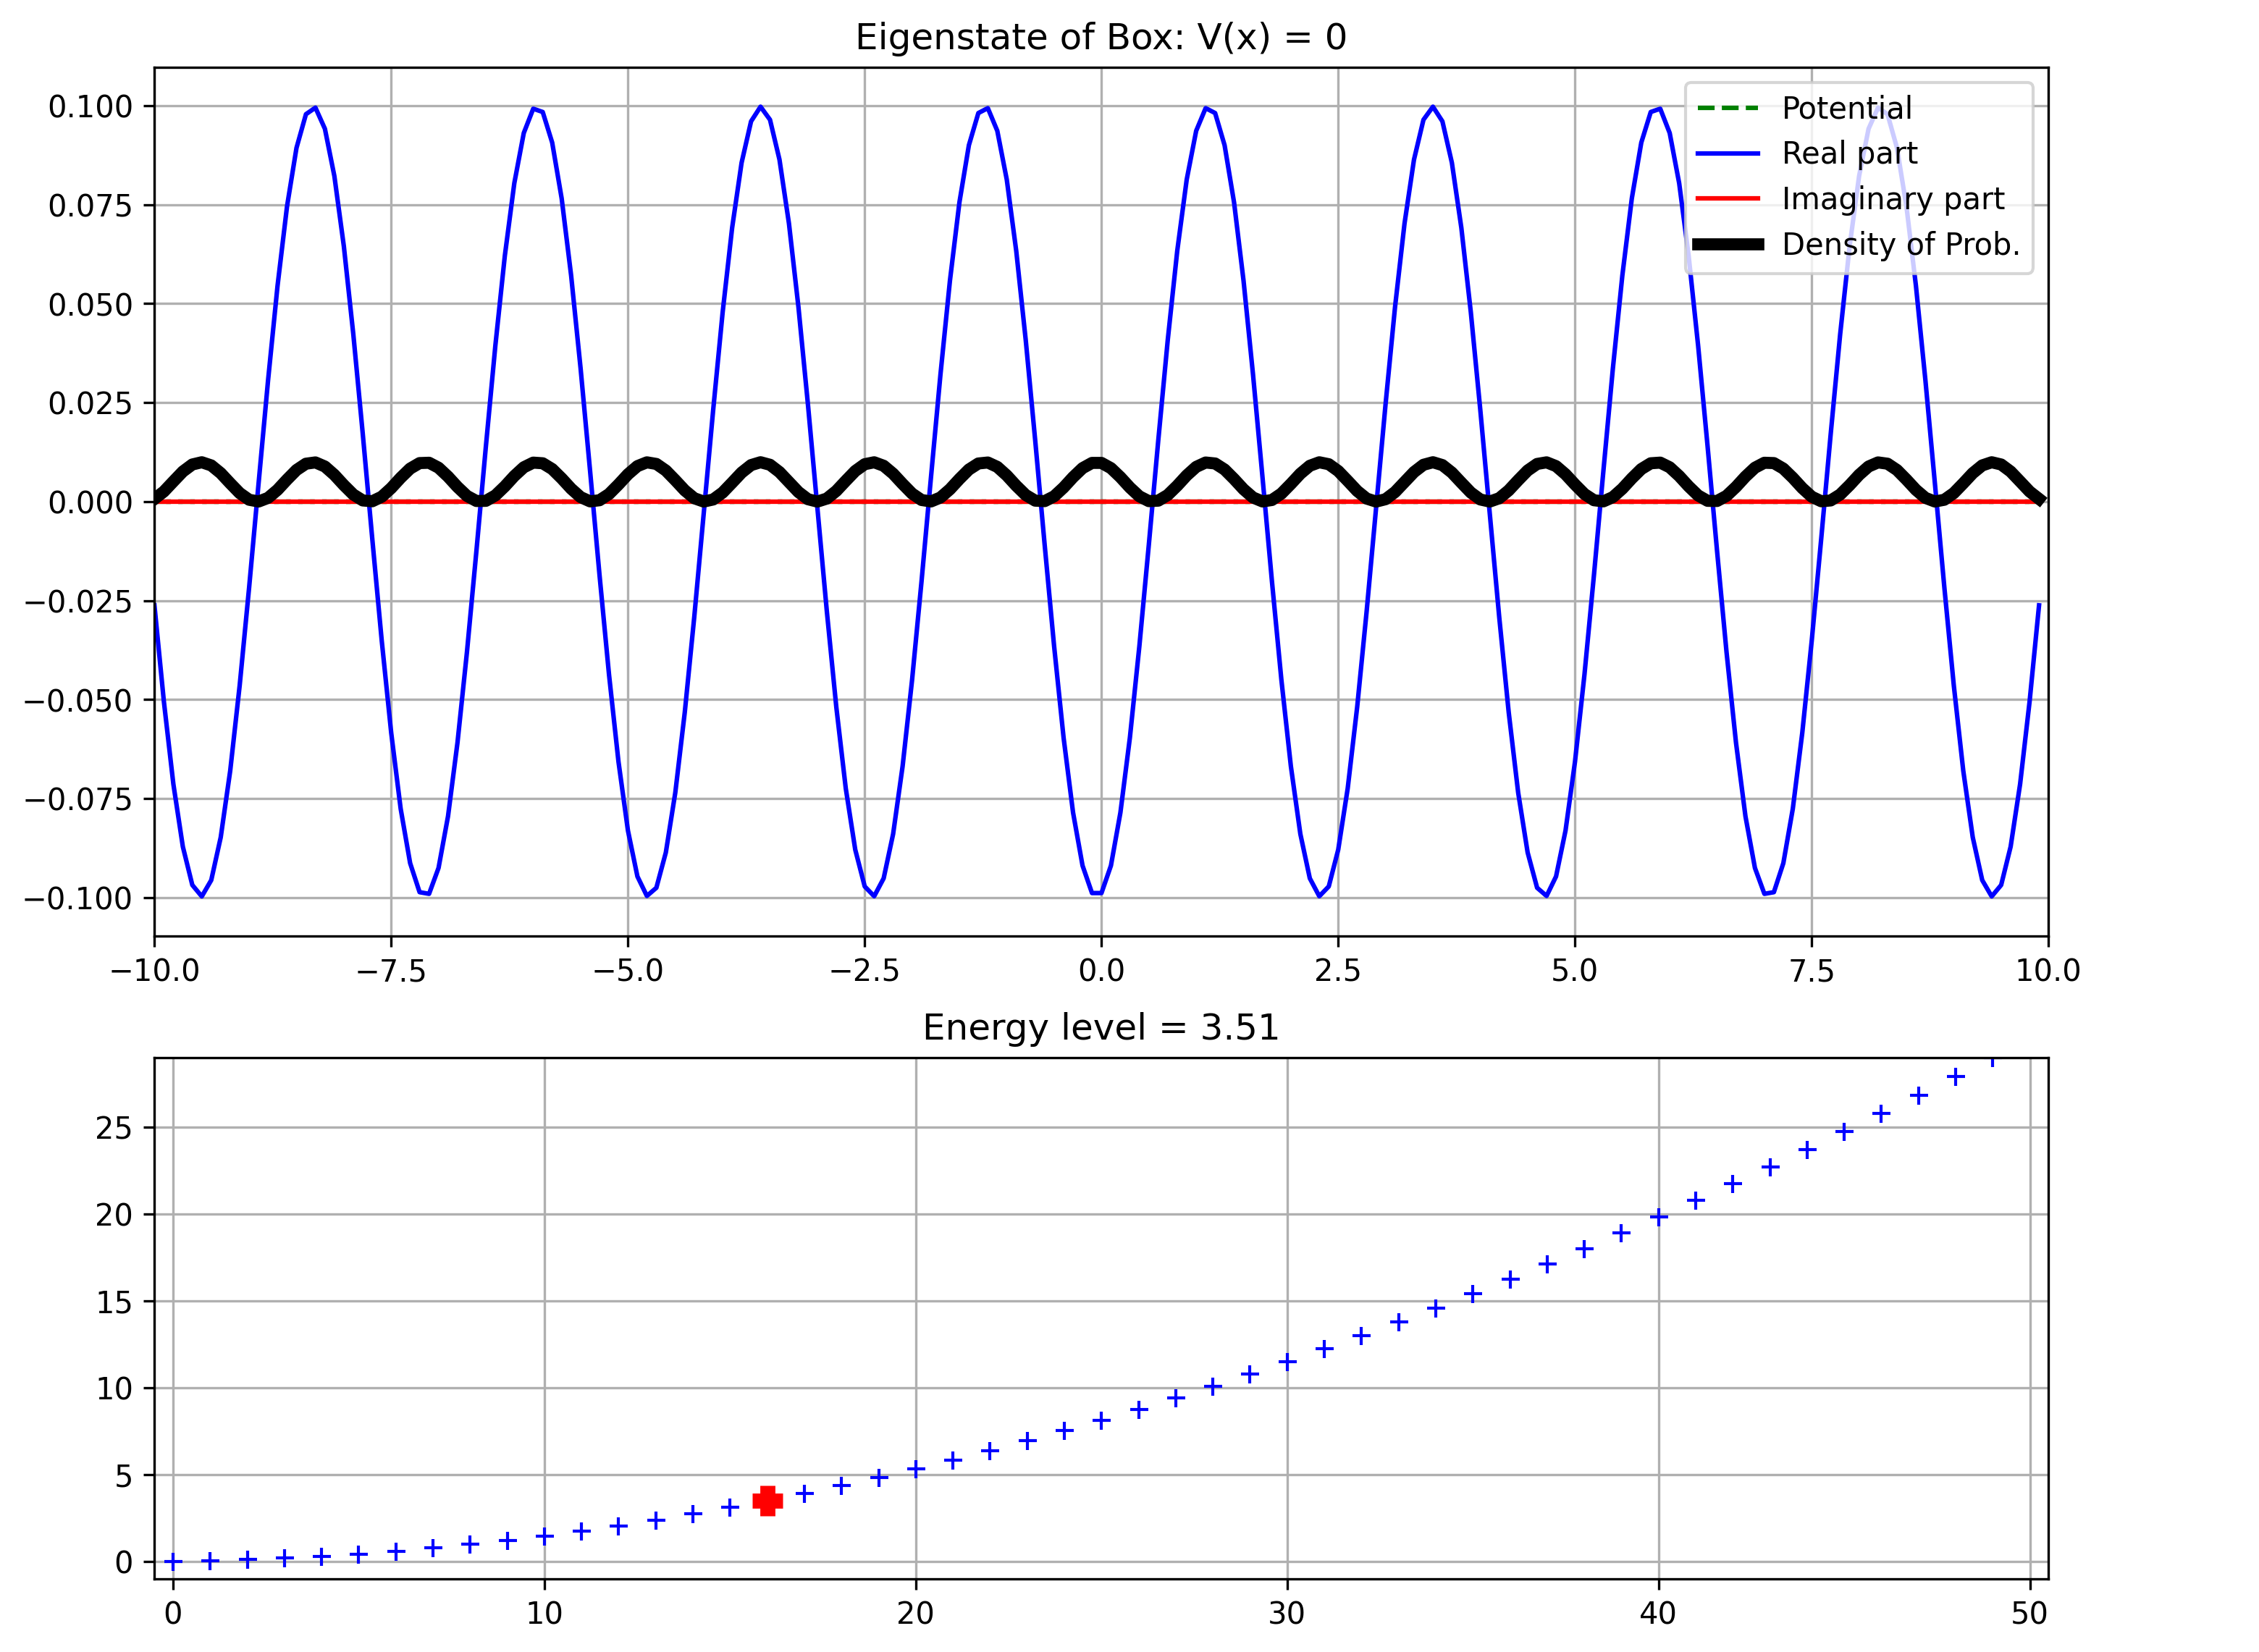 Eigenstate of Box: V(x) = 0
0.100
0.075
0.050
0.025
0.000
−0.025
−0.050
−0.075
−0.100
Potential
Real part
Imaginary part
Density of Prob.
−10.0 −7.5 −5.0 −2.5 0.0 2.5 5.0 7.5 10.0
Energy level = 3.51
25
20
15
10
5
0
0 10 20 30 40 50